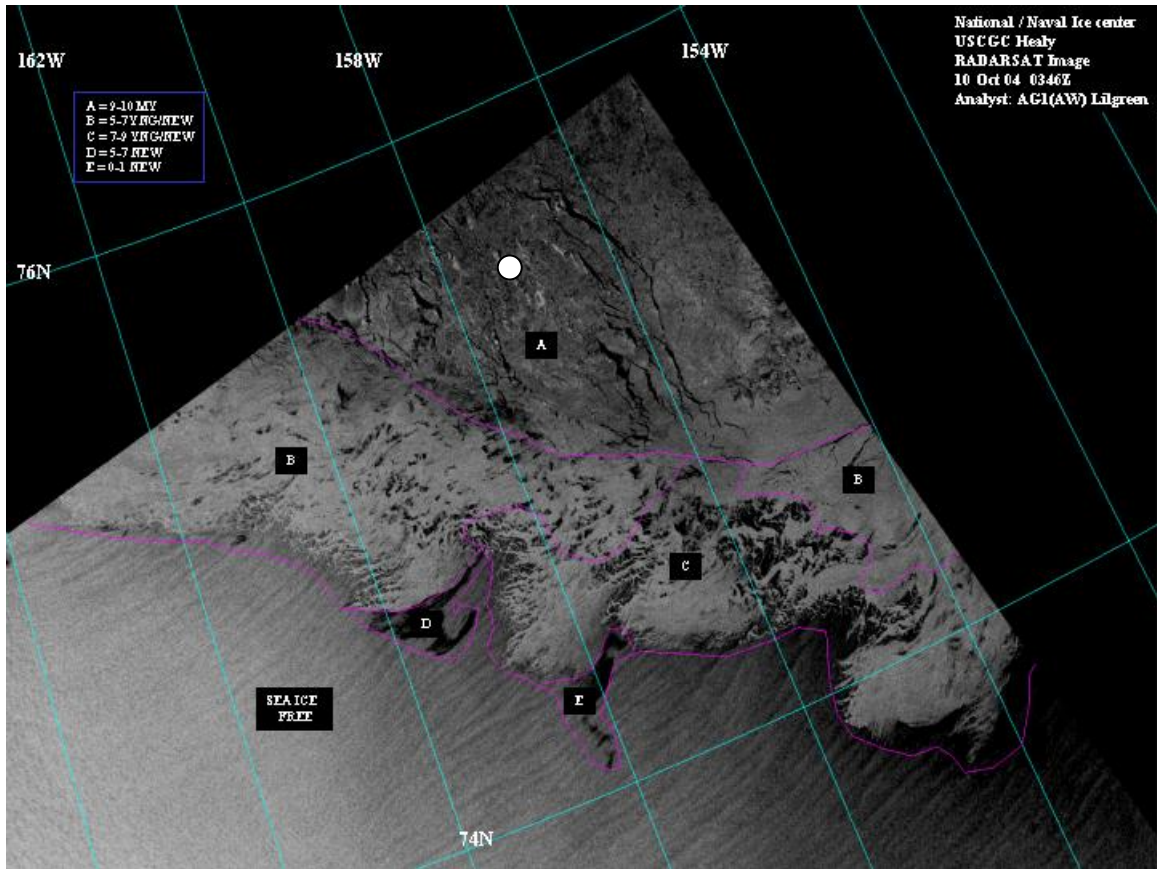 162W
158W
154W
National / Naval Ice center
USCGC Healy
RADARSAT Image
10 Oct 04 0346Z
Analyst: AG1(AW) Lilgreen
A = 9-10 MY
B = 5-7 YNG/NEW
C = 7-9 YNG/NEW
D = 5-7 NEW
E = 0-1 NEW
76N
A
B
B
C
D
E
SEA ICE
FREE
74N